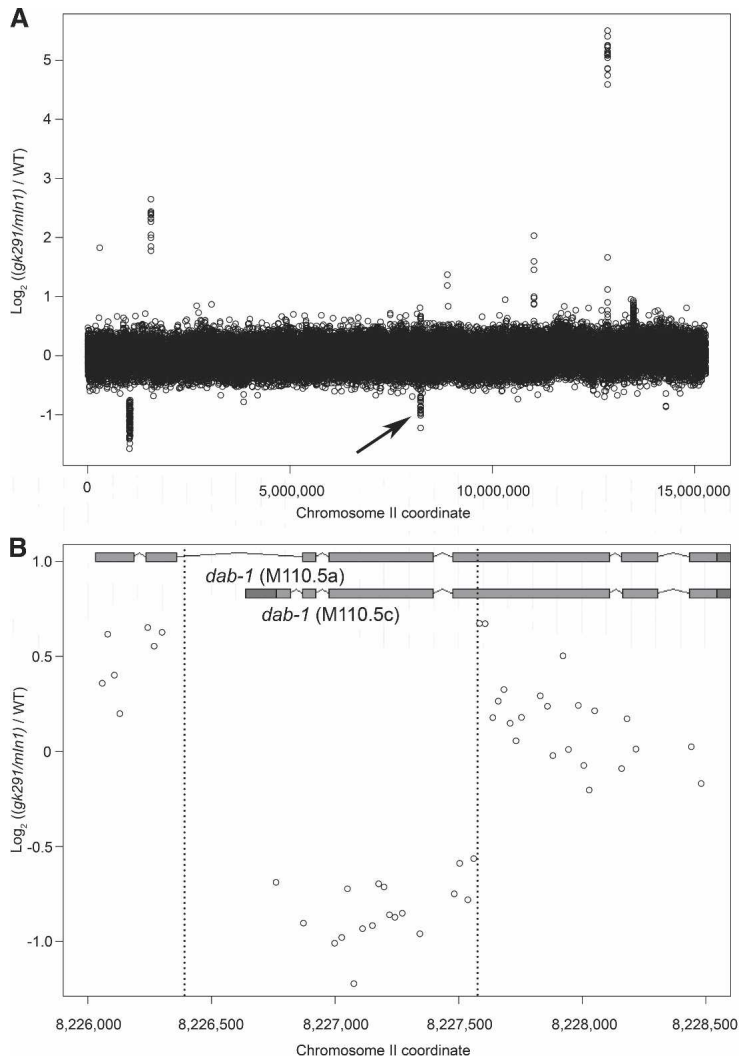 A
5
4
3
2
1
0
-1
Log2 ((gk291/mIn1) / WT)
0
5,000,000
10,000,000
15,000,000
Chromosome II coordinate
B
1.0
0.5
0
-0.5
-1.0
Log2 ((gk291/mIn1) / WT)
dab-1 (M110.5a)
dab-1 (M110.5c)
8,226,000
8,226,500
8,227,000
8,227,500
8,228,000
8,228,500
Chromosome II coordinate